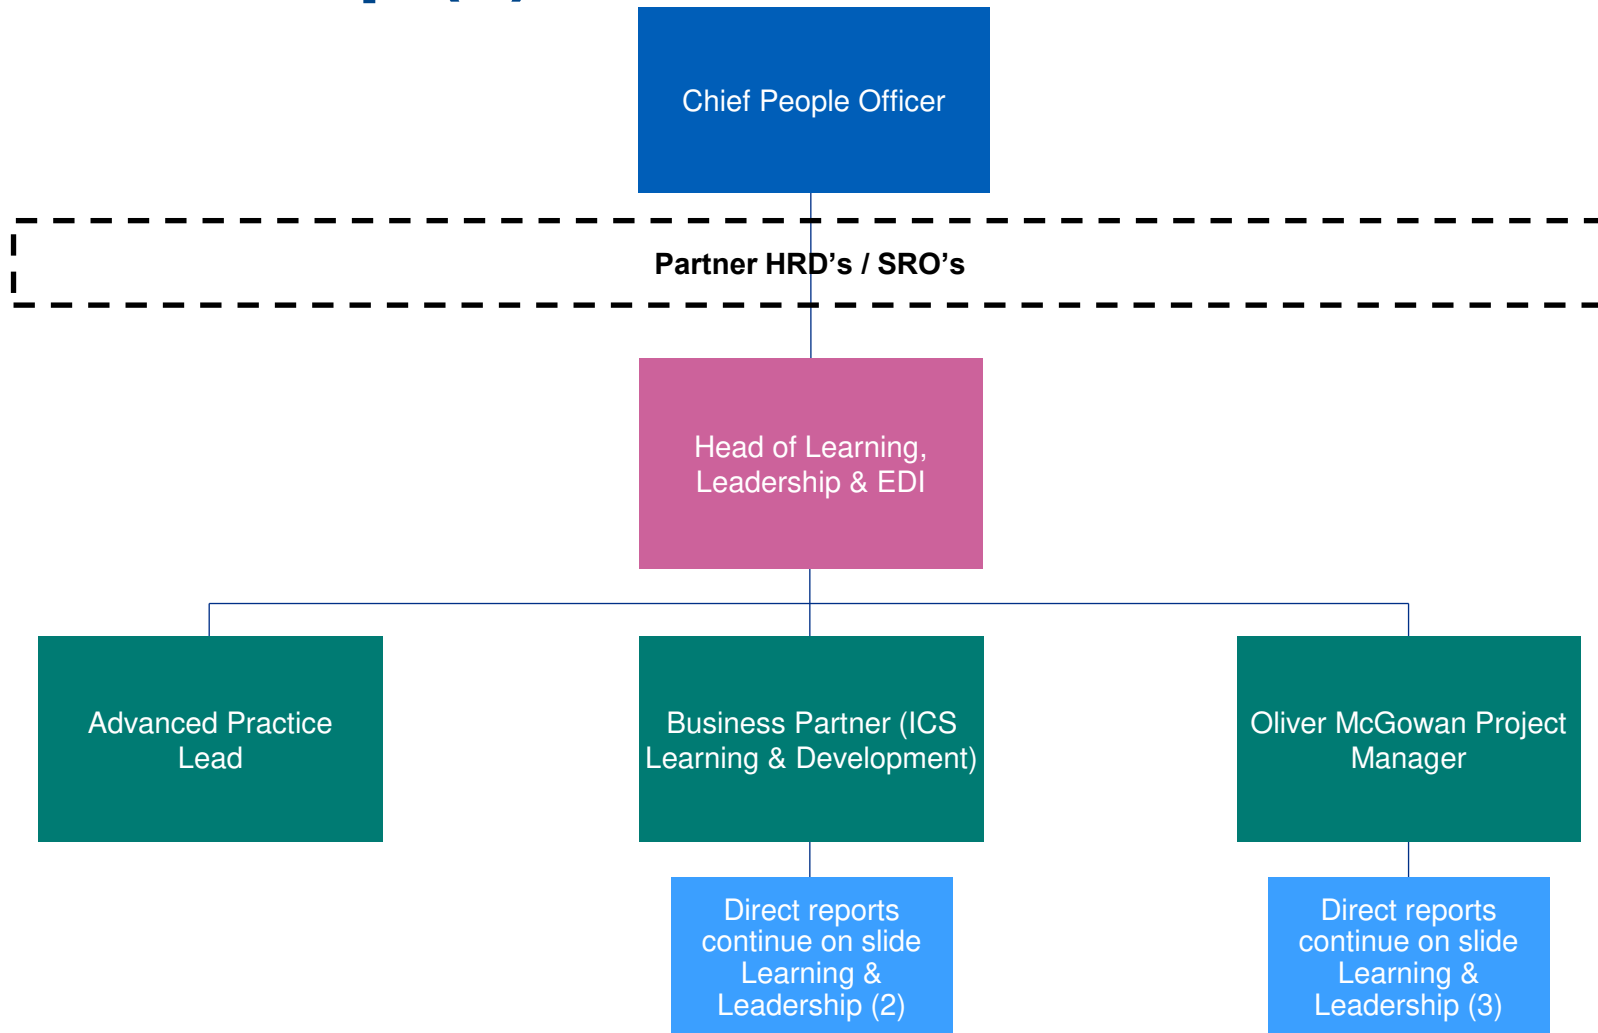 Chief People Officer
Partner HRD's / SRO's
Head of Learning,
Leadership & EDI
Advanced Practice
Lead
Business Partner (ICS
Learning & Development)
Oliver McGowan Project
Manager
Direct reports
continue on slide
Learning &
Leadership (2)
Direct reports
continue on slide
Learning &
Leadership (3)